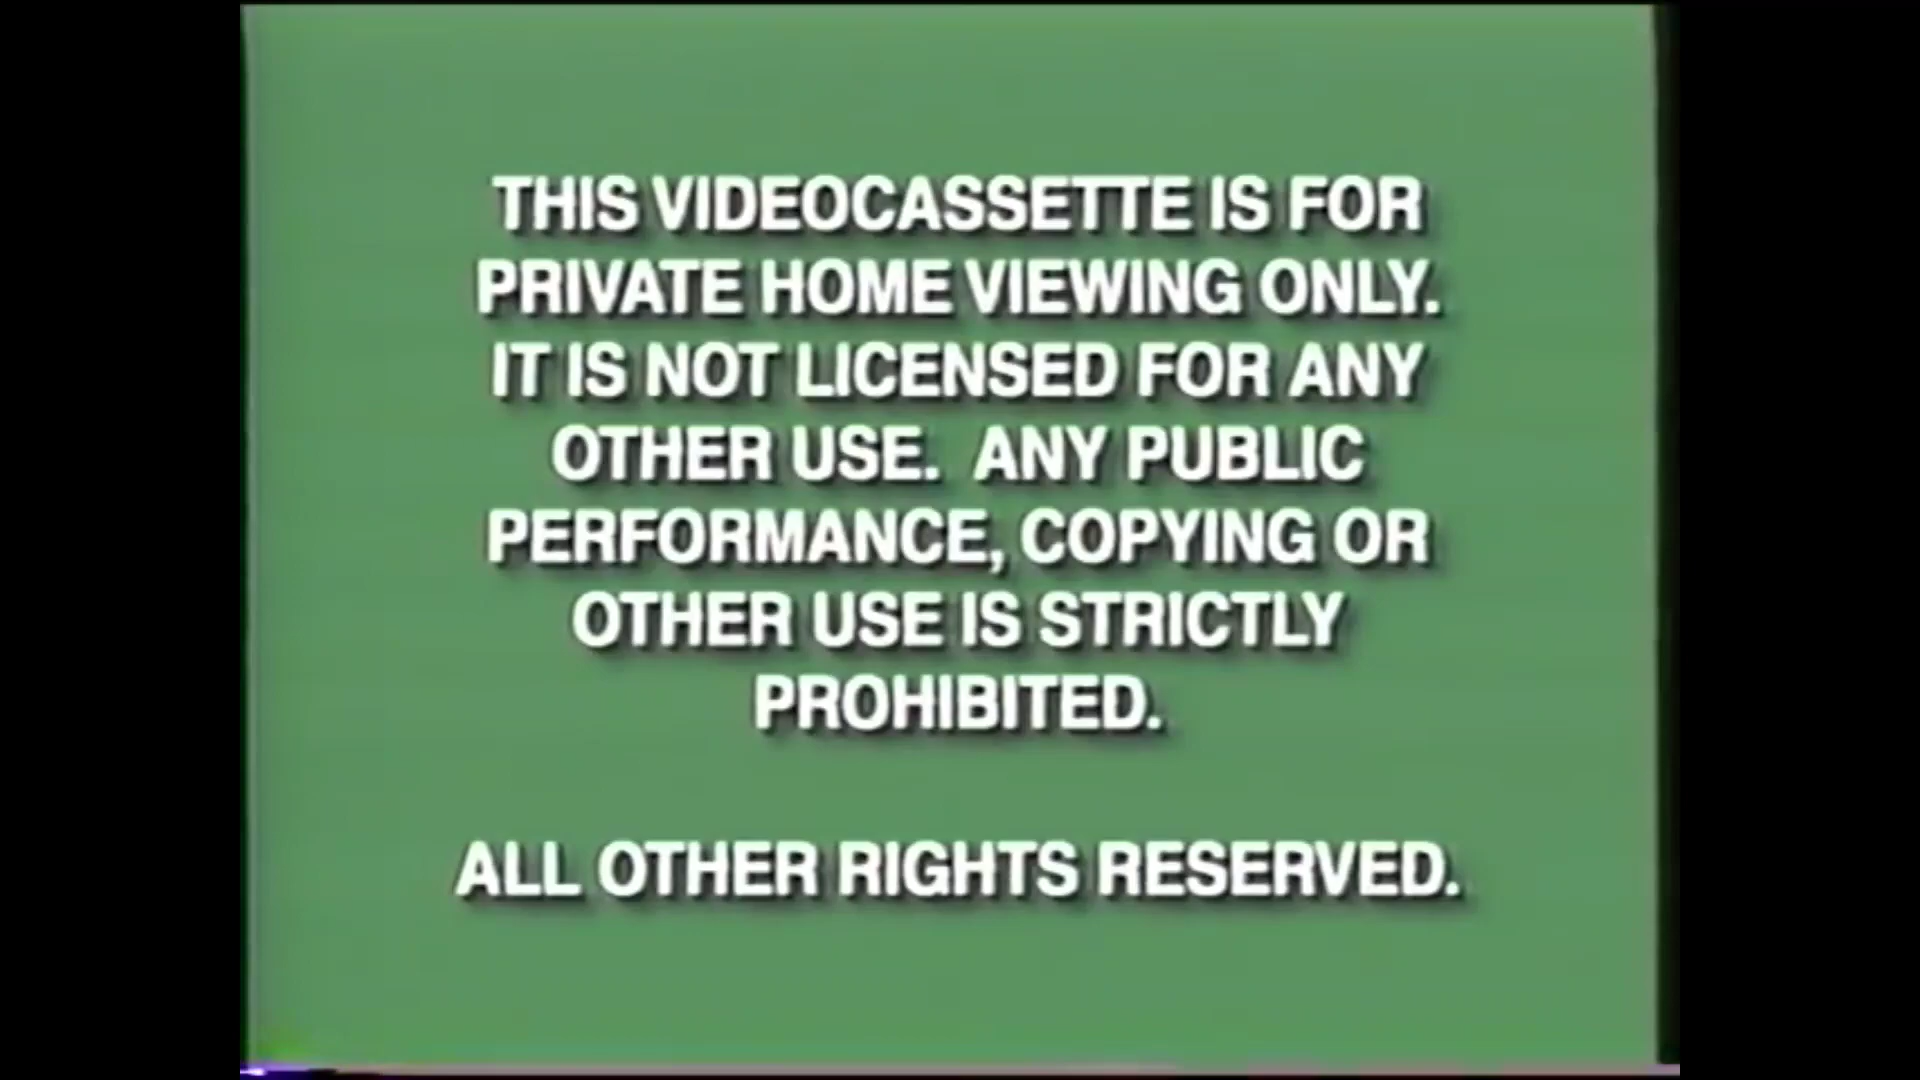 THIS VIDEOCASSETTE IS FOR
PRIVATE HOME VIEWING ONLY.
IT IS NOT LICENSED FOR ANY
OTHER USE.  ANY PUBLIC
PERFORMANCE, COPYING OR
OTHER USE IS STRICTLY
PROHIBITED.
ALL OTHER RIGHTS RESERVED.